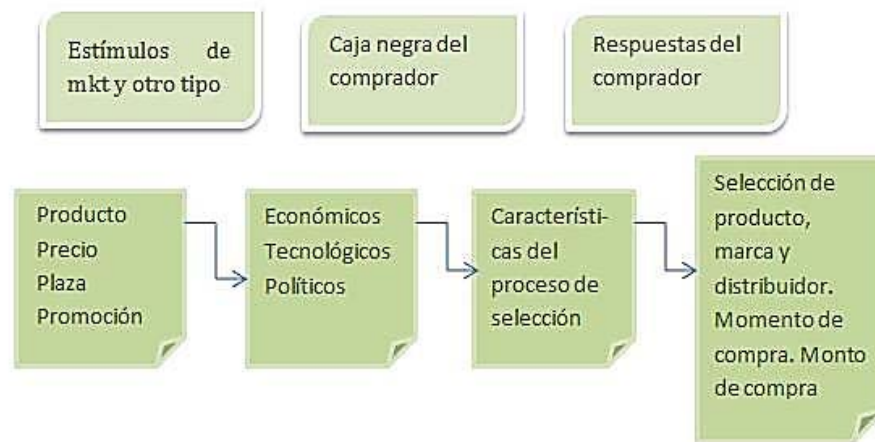 Estímulos de
mkt y otro tipo
Caja negra del
comprador
Respuestas del
comprador
Producto
Precio
Plaza
Promoción
Económicos
Tecnológicos
Políticos
Característi-
cas del
proceso de
selección
Selección de
producto,
marca y
distribuidor.
Momento de
compra. Monto
de compra